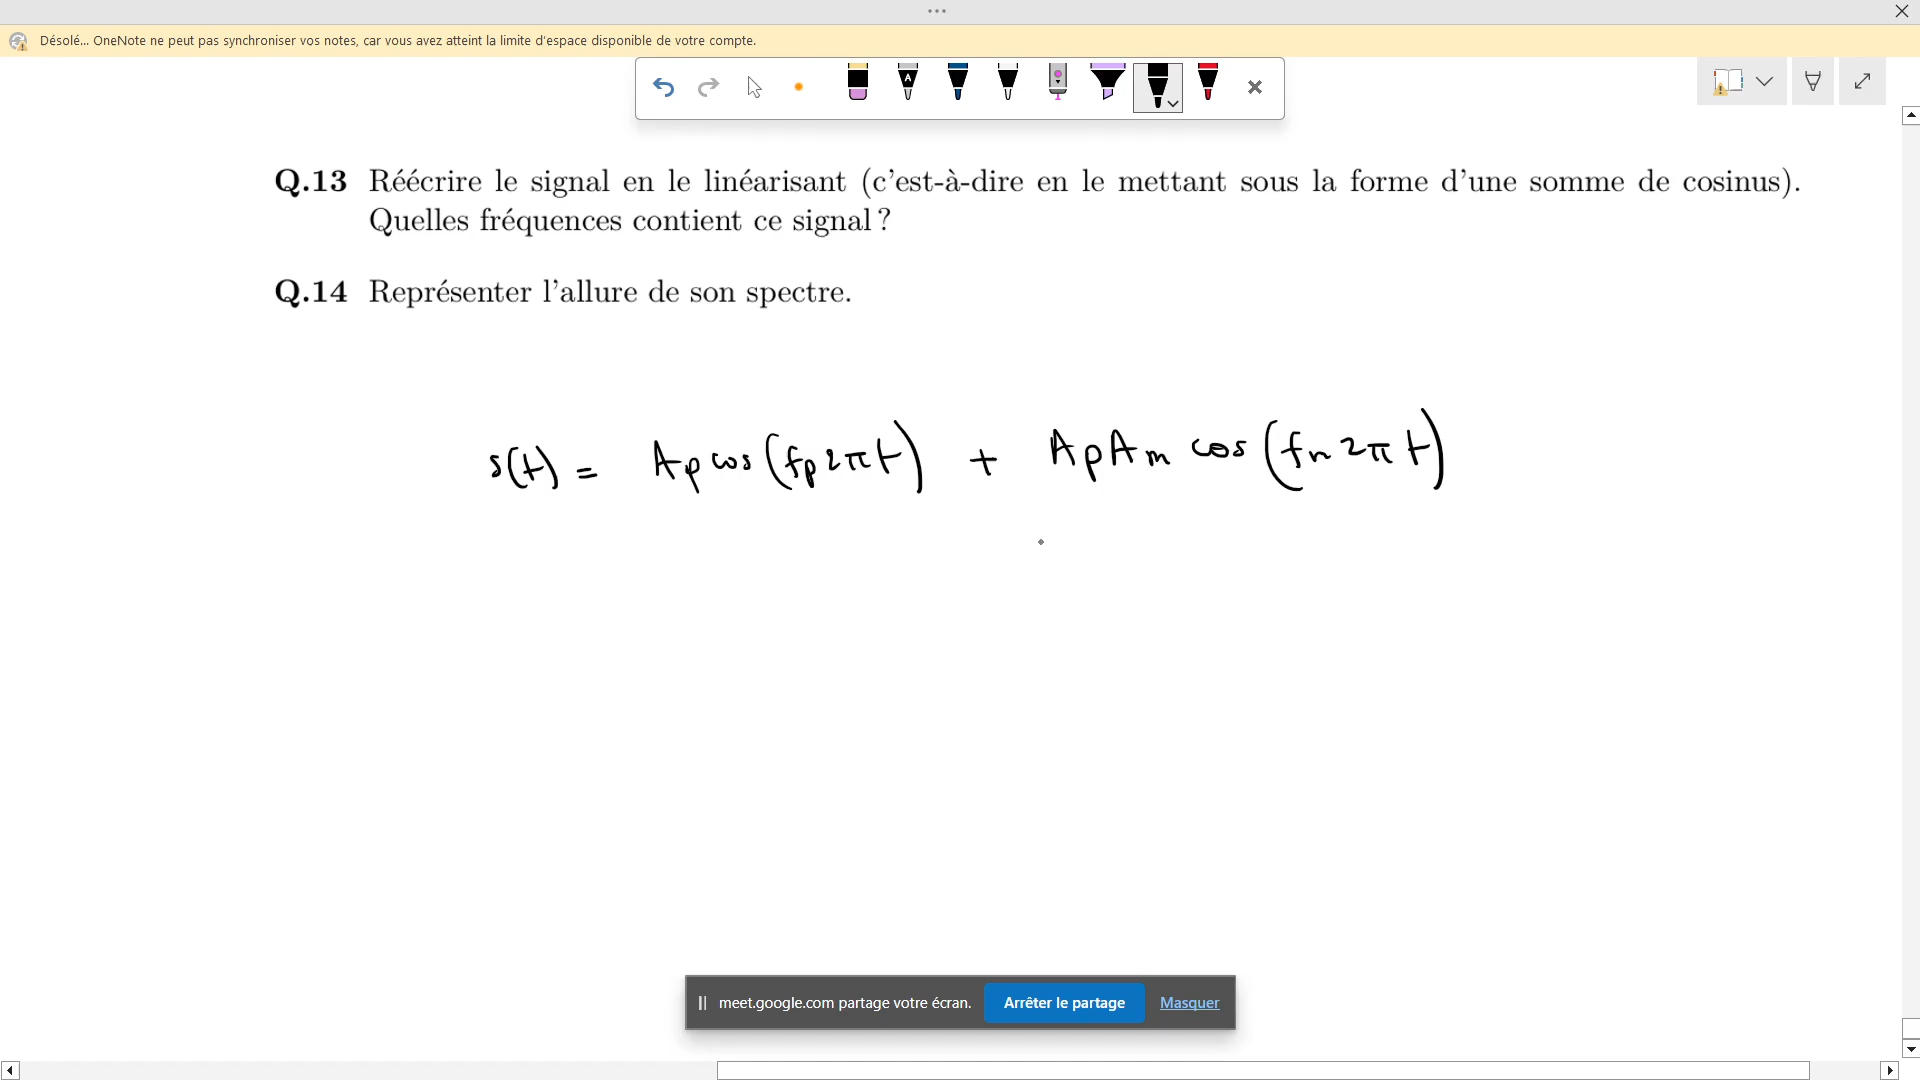 Désolé... OneNote ne peut pas synchroniser vos notes, car vous avez atteint la limite d'espace disponible de votre compte.
A
Q.13 Réécrire le signal en le linéarisant (c'est-à-dire en le mettant sous la forme d'une somme de cosinus).
Quelles fréquences contient ce signal ?
Q.14 Représenter l'allure de son spectre.
s(t) = Ap cos (fp 2π t) + Ap Am cos (fm 2π t)
meet.google.com partage votre écran. Arrêter le partage Masquer